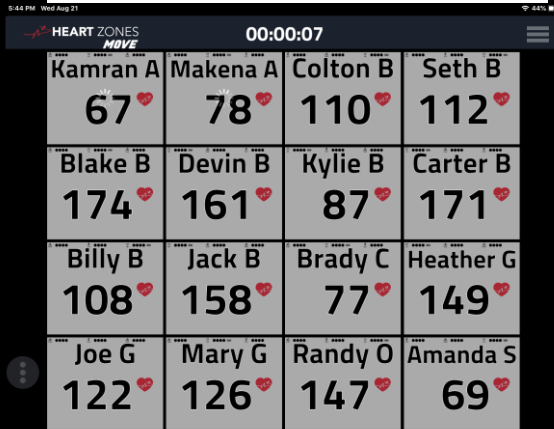 5:44 PM Wed Aug 21
44%
HEART ZONES
MOVE
00:00:07
Kamran A Makena A Colton B Seth B
67 78 110 112
Blake B Devin B Kylie B Carter B
174 161 87 171
Billy B Jack B Brady C Heather G
108 158 77 149
Joe G Mary G Randy O Amanda S
122 126 147 69